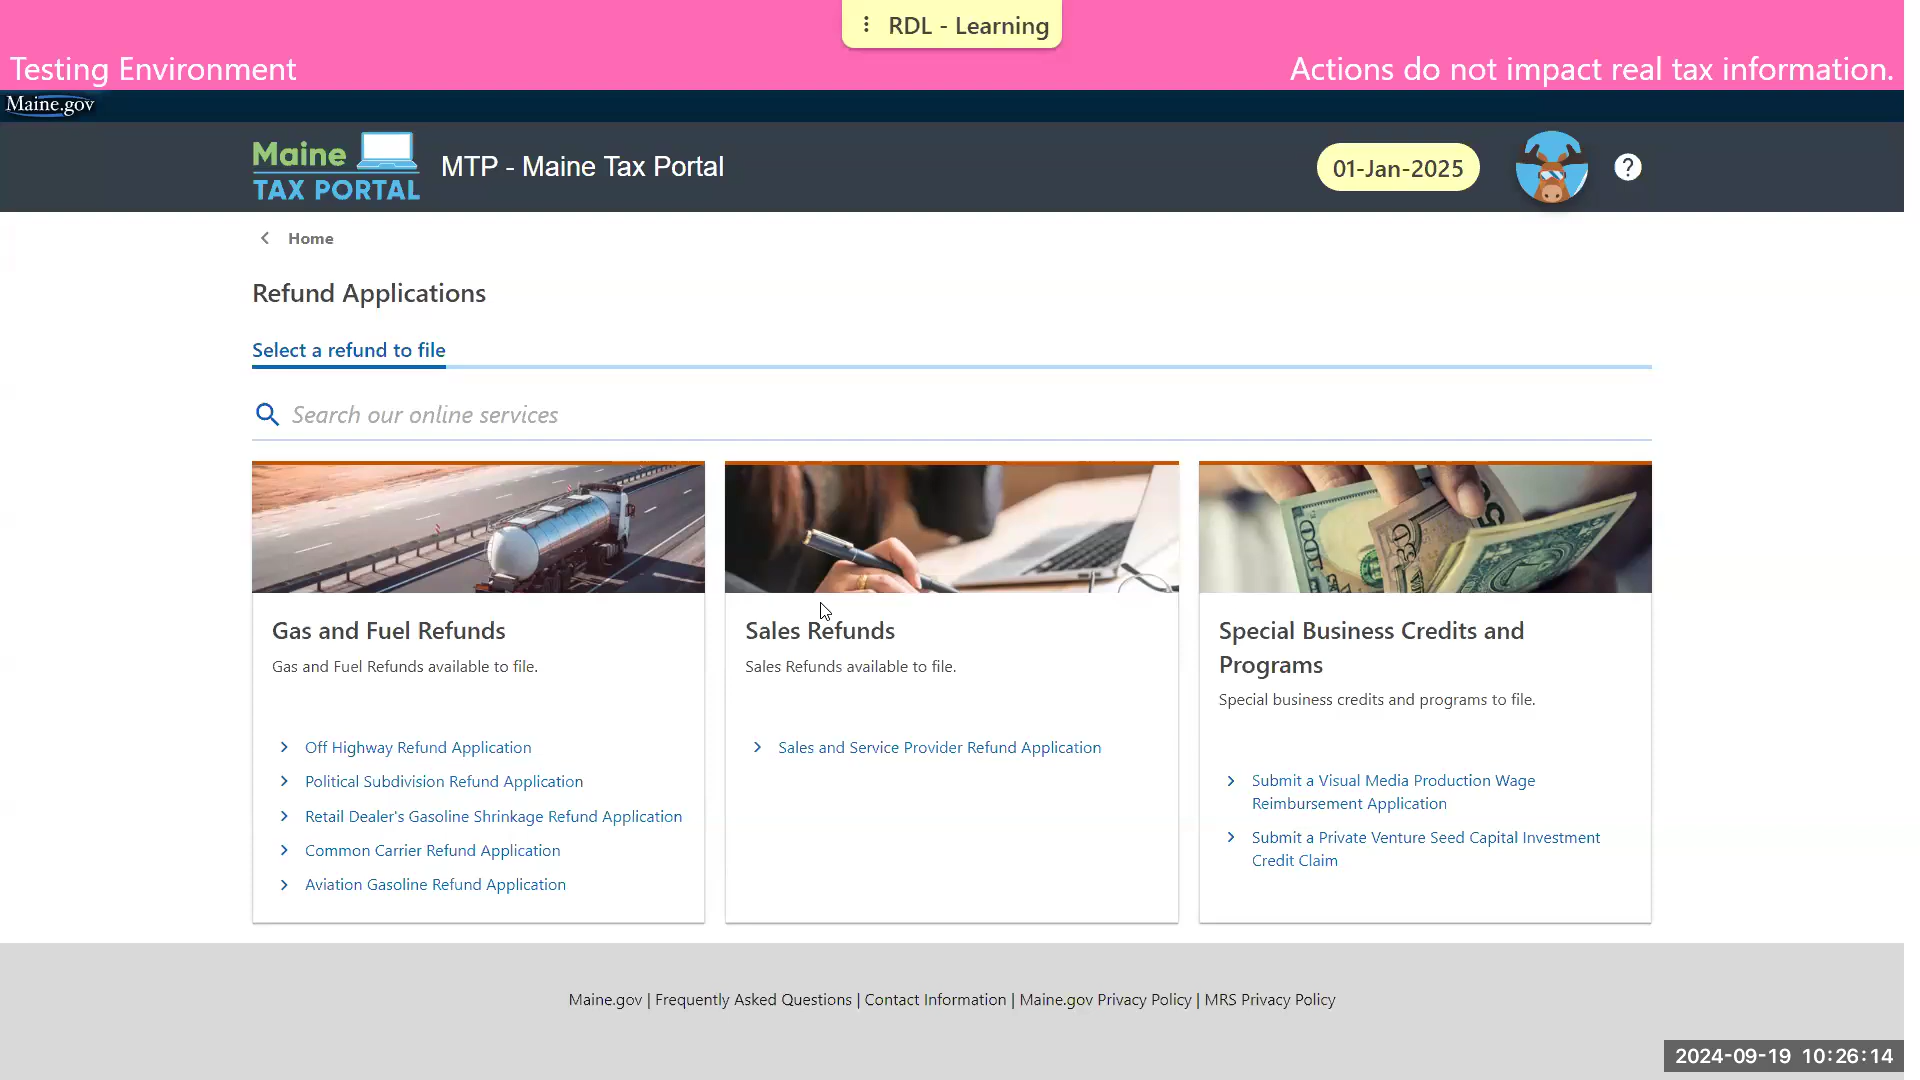 ⋮ RDL - Learning
Testing Environment
Actions do not impact real tax information.
Maine.gov
Maine
TAX PORTAL
MTP - Maine Tax Portal
01-Jan-2025
?
Home
Refund Applications
Select a refund to file
Search our online services
Gas and Fuel Refunds
Gas and Fuel Refunds available to file.
Off Highway Refund Application
Political Subdivision Refund Application
Retail Dealer's Gasoline Shrinkage Refund Application
Common Carrier Refund Application
Aviation Gasoline Refund Application
Sales Refunds
Sales Refunds available to file.
Sales and Service Provider Refund Application
Special Business Credits and
Programs
Special business credits and programs to file.
Submit a Visual Media Production Wage
Reimbursement Application
Submit a Private Venture Seed Capital Investment
Credit Claim
Maine.gov | Frequently Asked Questions | Contact Information | Maine.gov Privacy Policy | MRS Privacy Policy
2024-09-19 10:26:14